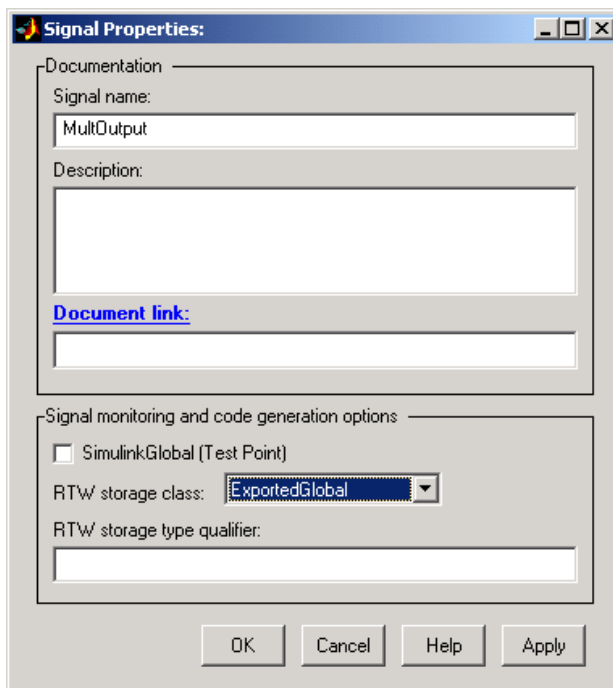 Signal Properties:
Documentation
Signal name:
MultOutput
Description:
Document link:
Signal monitoring and code generation options
SimulinkGlobal (Test Point)
RTW storage class: ExportedGlobal
RTW storage type qualifier:
OK Cancel Help Apply